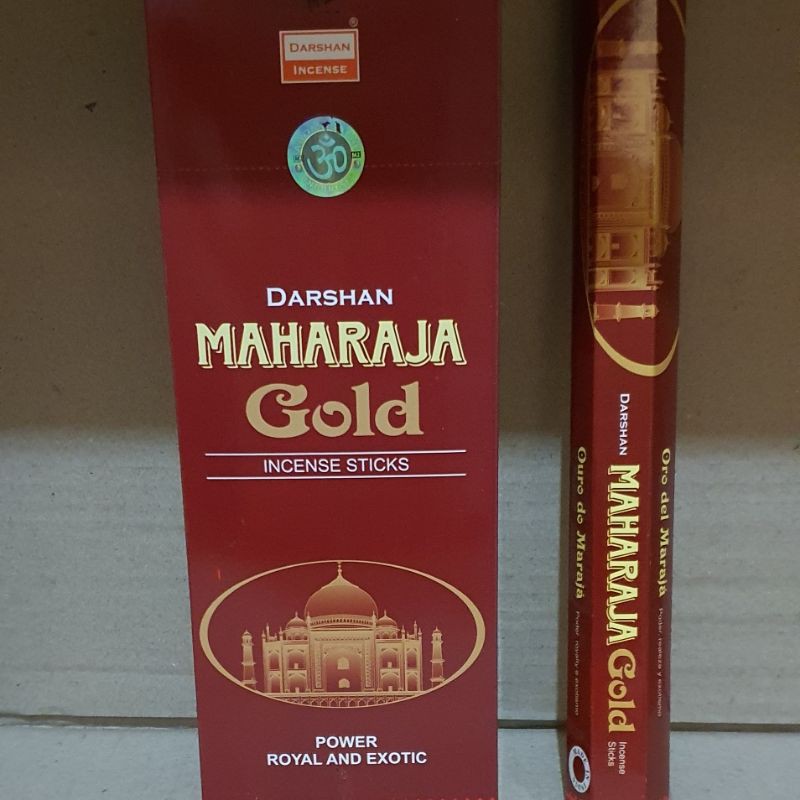 DARSHAN
INCENSE
®
ॐ
DARSHAN
MAHARAJA
Gold
INCENSE STICKS
POWER
ROYAL AND EXOTIC
Oro del Marajá
DARSHAN
MAHARAJA Gold
Incense
Sticks
Ouro do Marajá